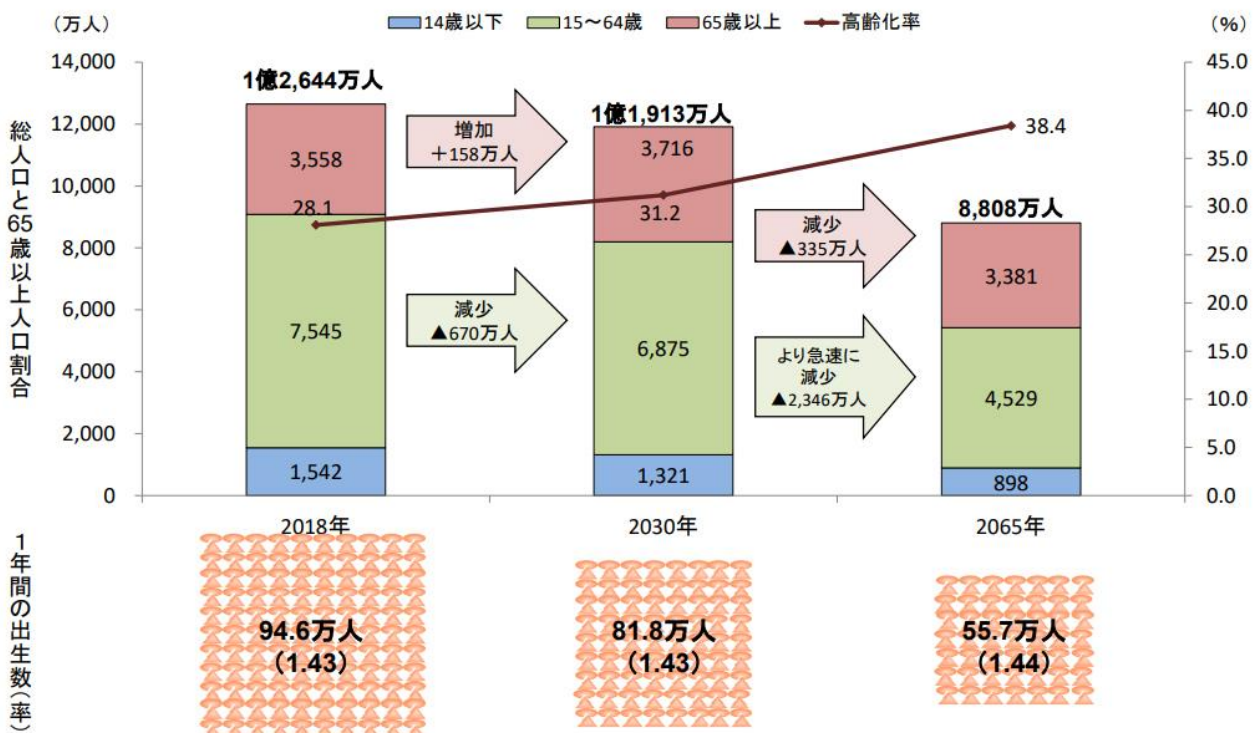 （万人）
14歳以下
15～64歳
65歳以上
高齢化率
（%）
総人口と65歳以上人口割合
14,000
12,000
10,000
8,000
6,000
4,000
2,000
0
45.0
40.0
35.0
30.0
25.0
20.0
15.0
10.0
5.0
0.0
1億2,644万人
3,558
28.1
7,545
1,542
増加
＋158万人
減少
▲670万人
1億1,913万人
3,716
31.2
6,875
1,321
減少
▲335万人
より急速に
減少
▲2,346万人
38.4
8,808万人
3,381
4,529
898
2018年
2030年
2065年
1年間の出生数（率）
94.6万人
（1.43）
81.8万人
（1.43）
55.7万人
（1.44）